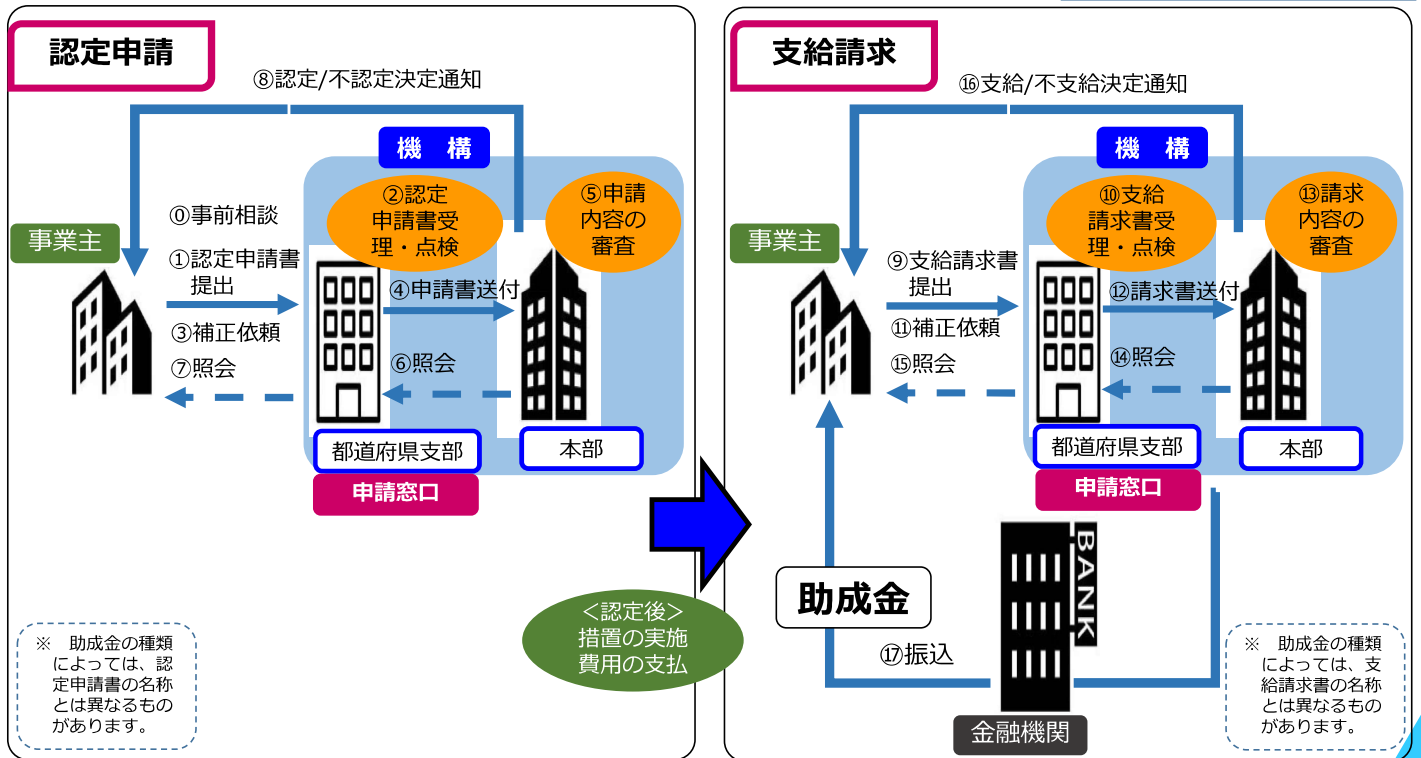 認定申請
⑧認定/不認定決定通知
機　構
②認定
申請書受
理・点検
⑤申請
内容の
審査
⓪事前相談
事業主
①認定申請書
提出
④申請書送付
③補正依頼
⑦照会
⑥照会
都道府県支部
本部
申請窓口
＜認定後＞
措置の実施
費用の支払
※　助成金の種類
によっては、認
定申請書の名称
とは異なるもの
があります。
支給請求
⑯支給/不支給決定通知
機　構
⑩支給
請求書受
理・点検
⑬請求
内容の
審査
事業主
⑨支給請求書
提出
⑫請求書送付
⑪補正依頼
⑮照会
⑭照会
都道府県支部
本部
申請窓口
BANK
助成金
⑰振込
金融機関
※　助成金の種類
によっては、支
給請求書の名称
とは異なるもの
があります。